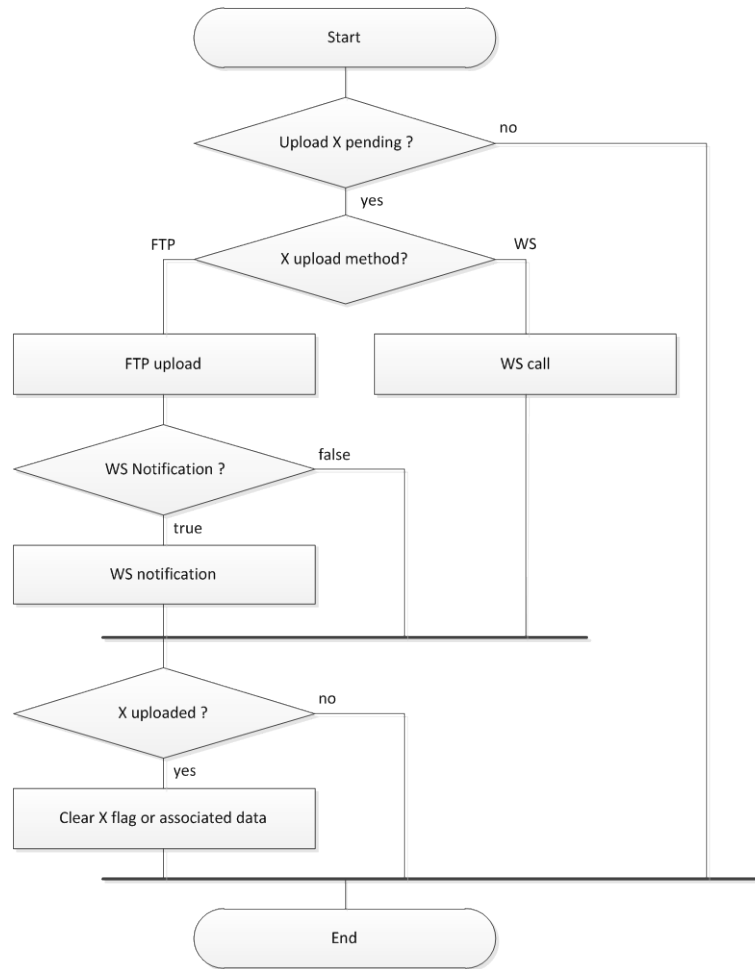 Start
Upload X pending ?
no
yes
FTP
X upload method?
WS
FTP upload
WS call
WS Notification ?
false
true
WS notification
X uploaded ?
no
yes
Clear X flag or associated data
End